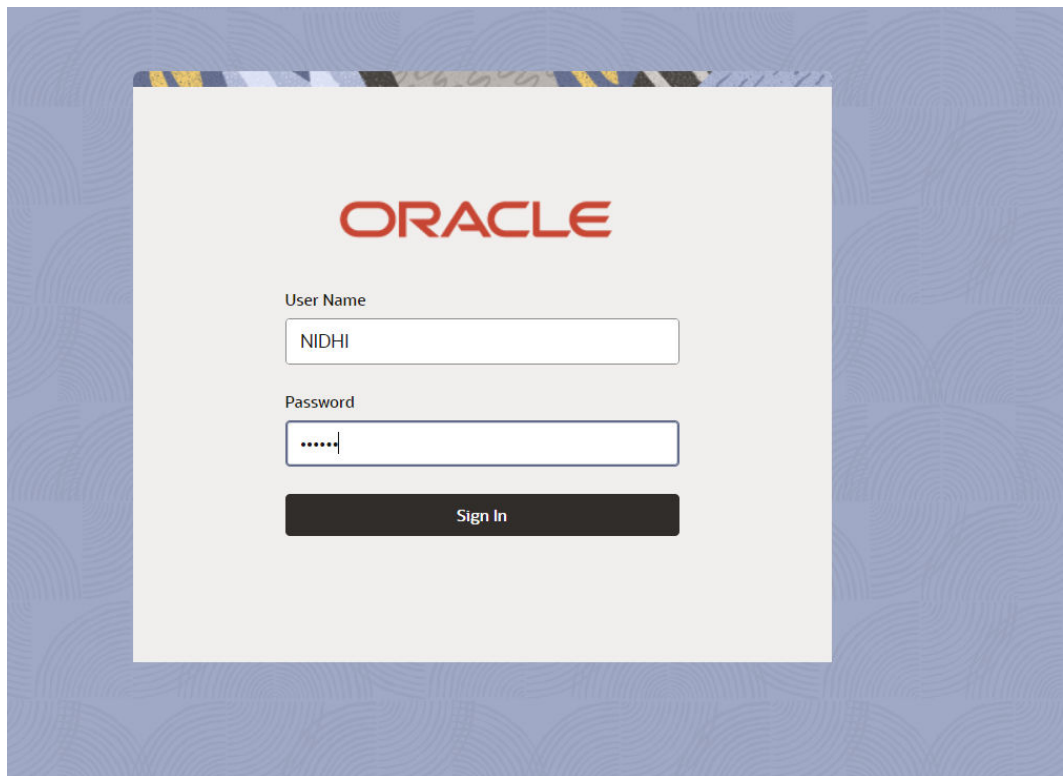 ORACLE
User Name
NIDHI
Password
••••••
Sign In